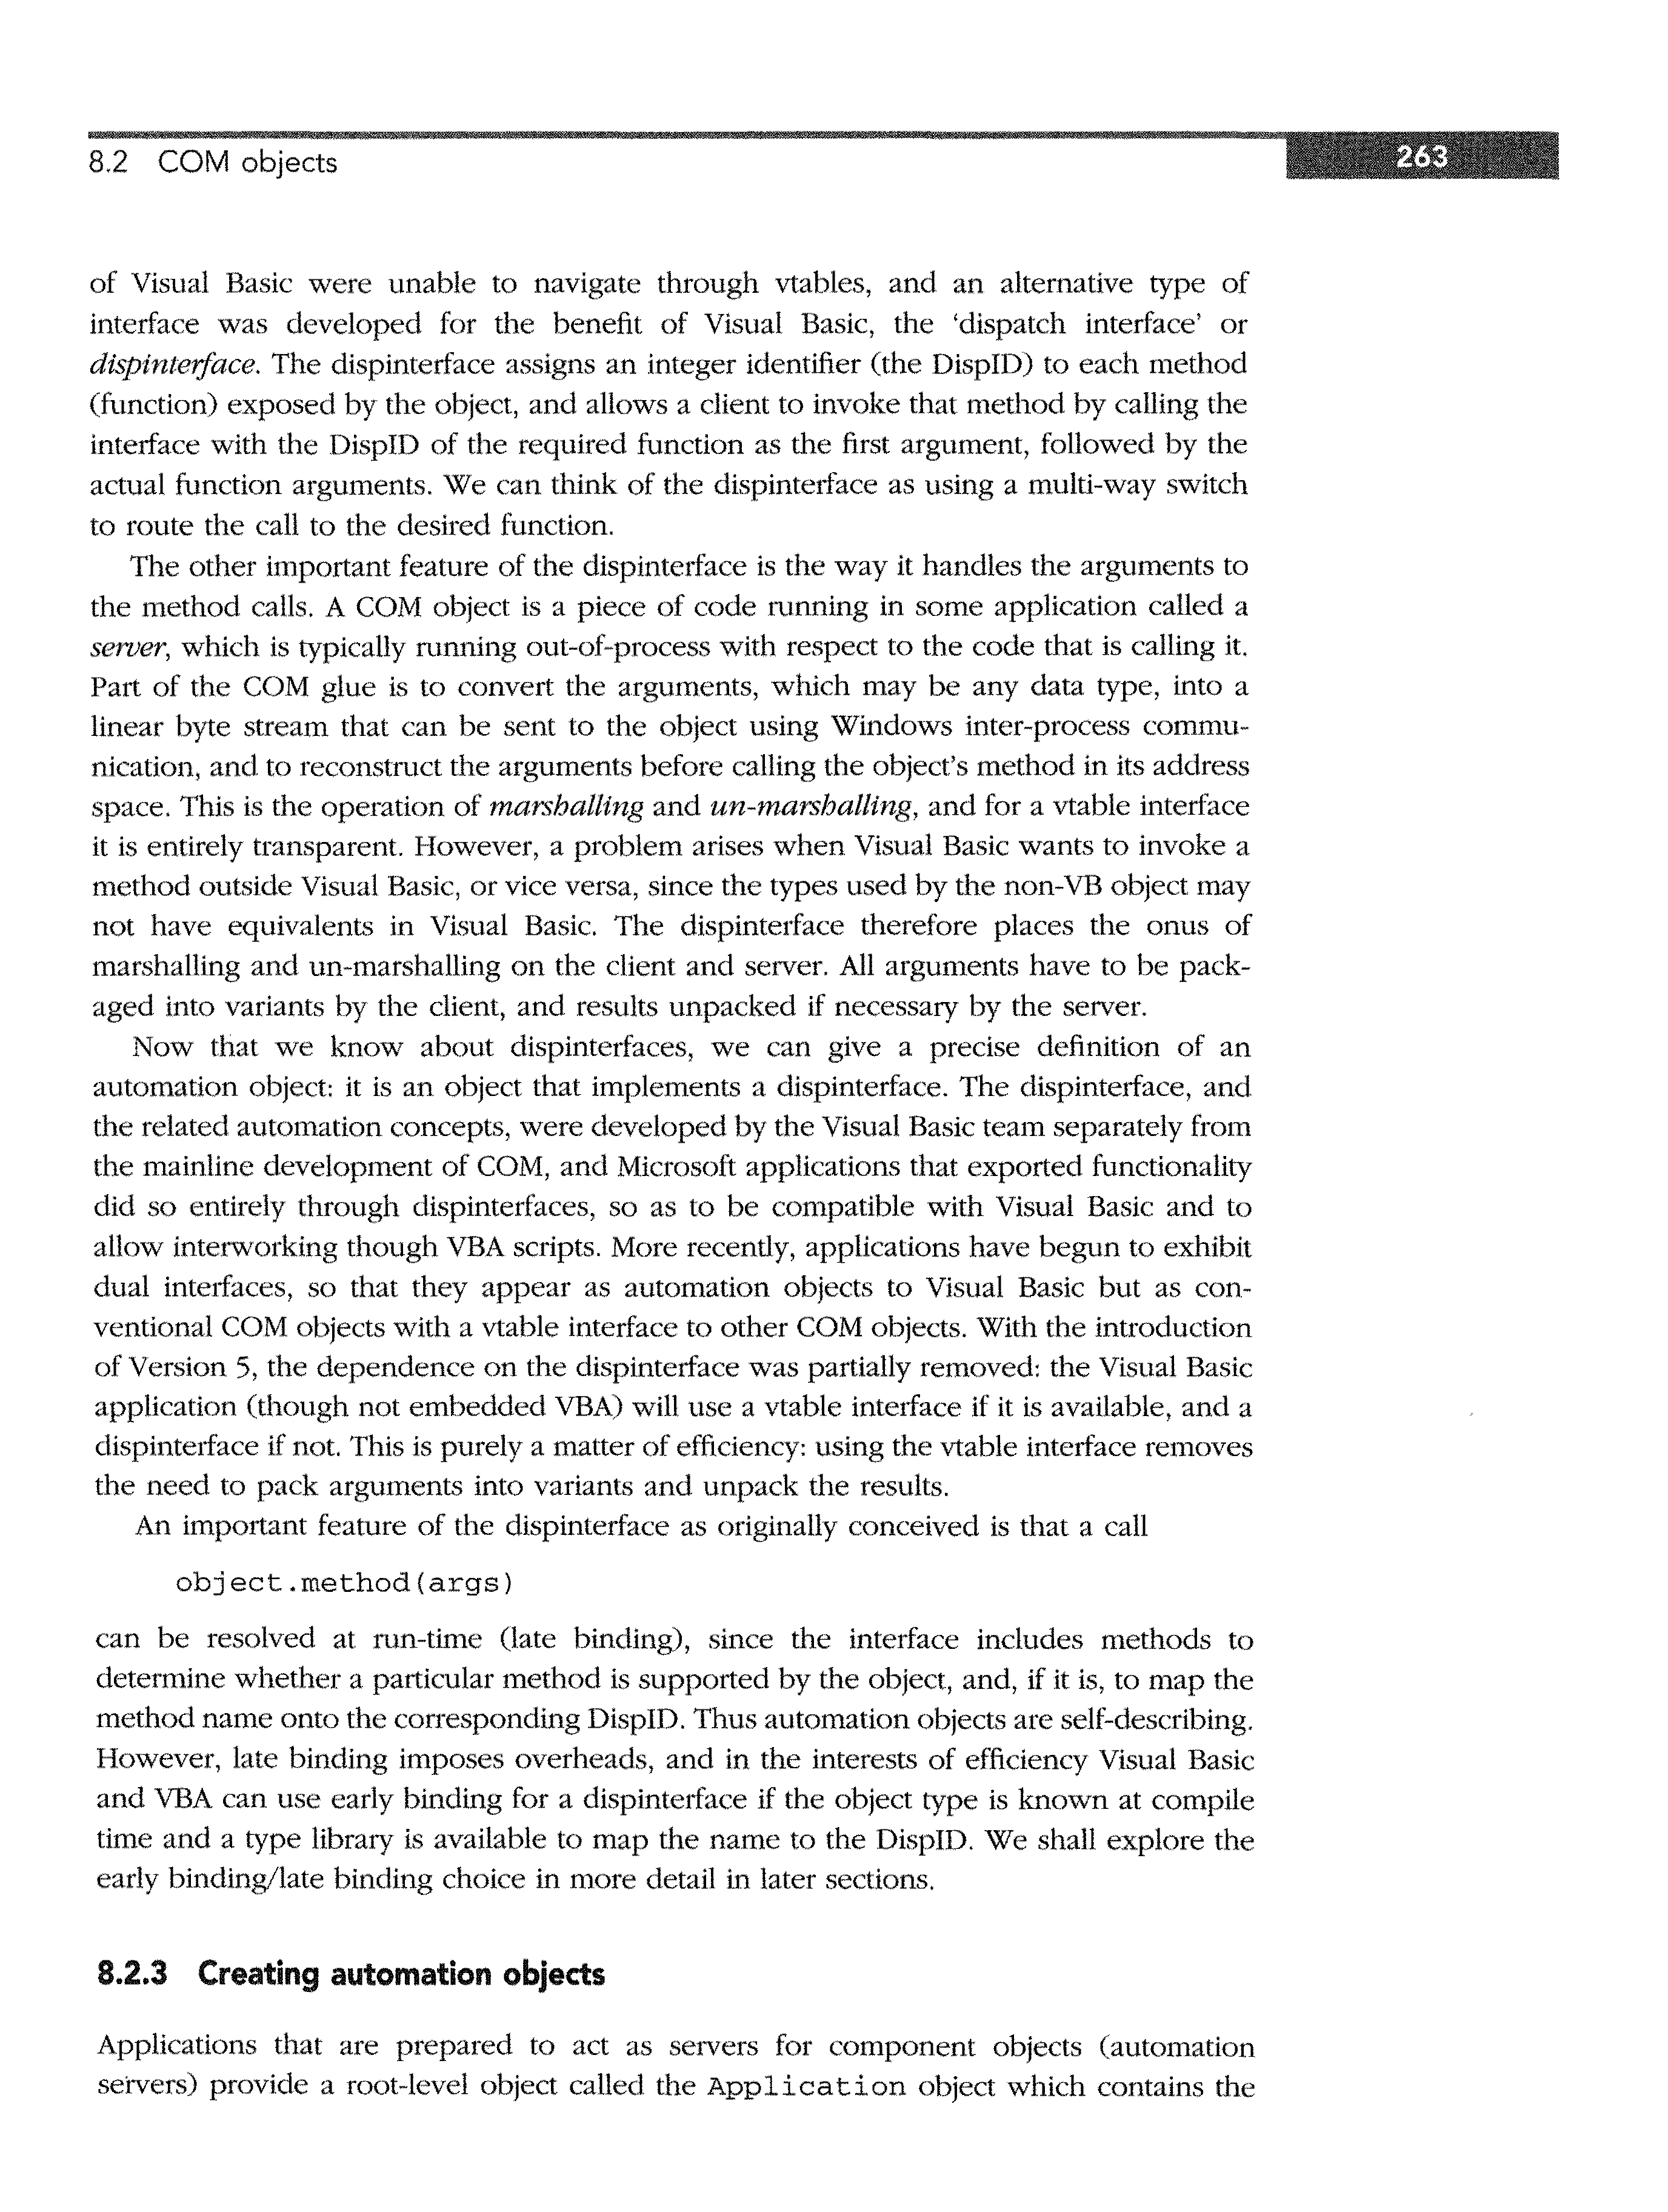 8.2 COM objects
263
of Visual Basic were unable to navigate through vtables, and an alternative type of
interface was developed for the benefit of Visual Basic, the ‘dispatch interface’ or
dispinterface. The dispinterface assigns an integer identifier (the DispID) to each method
(function) exposed by the object, and allows a client to invoke that method by calling the
interface with the DispID of the required function as the first argument, followed by the
actual function arguments. We can think of the dispinterface as using a multi-way switch
to route the call to the desired function.
The other important feature of the dispinterface is the way it handles the arguments to
the method calls. A COM object is a piece of code running in some application called a
server, which is typically running out-of-process with respect to the code that is calling it.
Part of the COM glue is to convert the arguments, which may be any data type, into a
linear byte stream that can be sent to the object using Windows inter-process commu-
nication, and to reconstruct the arguments before calling the object’s method in its address
space. This is the operation of marshalling and un-marshalling, and for a vtable interface
it is entirely transparent. However, a problem arises when Visual Basic wants to invoke a
method outside Visual Basic, or vice versa, since the types used by the non-VB object may
not have equivalents in Visual Basic. The dispinterface therefore places the onus of
marshalling and un-marshalling on the client and server. All arguments have to be pack-
aged into variants by the client, and results unpacked if necessary by the server.
Now that we know about dispinterfaces, we can give a precise definition of an
automation object: it is an object that implements a dispinterface. The dispinterface, and
the related automation concepts, were developed by the Visual Basic team separately from
the mainline development of COM, and Microsoft applications that exported functionality
did so entirely through dispinterfaces, so as to be compatible with Visual Basic and to
allow interworking though VBA scripts. More recently, applications have begun to exhibit
dual interfaces, so that they appear as automation objects to Visual Basic but as con-
ventional COM objects with a vtable interface to other COM objects. With the introduction
of Version 5, the dependence on the dispinterface was partially removed: the Visual Basic
application (though not embedded VBA) will use a vtable interface if it is available, and a
dispinterface if not. This is purely a matter of efficiency: using the vtable interface removes
the need to pack arguments into variants and unpack the results.
An important feature of the dispinterface as originally conceived is that a call
object.method(args)
can be resolved at run-time (late binding), since the interface includes methods to
determine whether a particular method is supported by the object, and, if it is, to map the
method name onto the corresponding DispID. Thus automation objects are self-describing.
However, late binding imposes overheads, and in the interests of efficiency Visual Basic
and VBA can use early binding for a dispinterface if the object type is known at compile
time and a type library is available to map the name to the DispID. We shall explore the
early binding/late binding choice in more detail in later sections.
8.2.3 Creating automation objects
Applications that are prepared to act as servers for component objects (automation
servers) provide a root-level object called the Application object which contains the